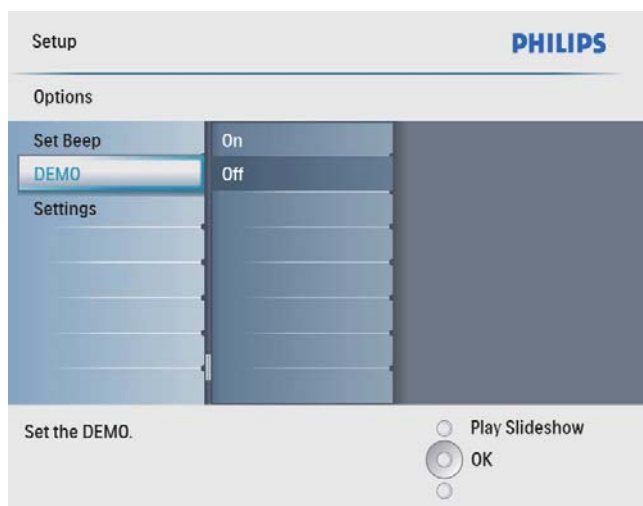 Setup
PHILIPS
Options
Set Beep
On
DEMO
Off
Settings
Set the DEMO.
Play Slideshow
OK